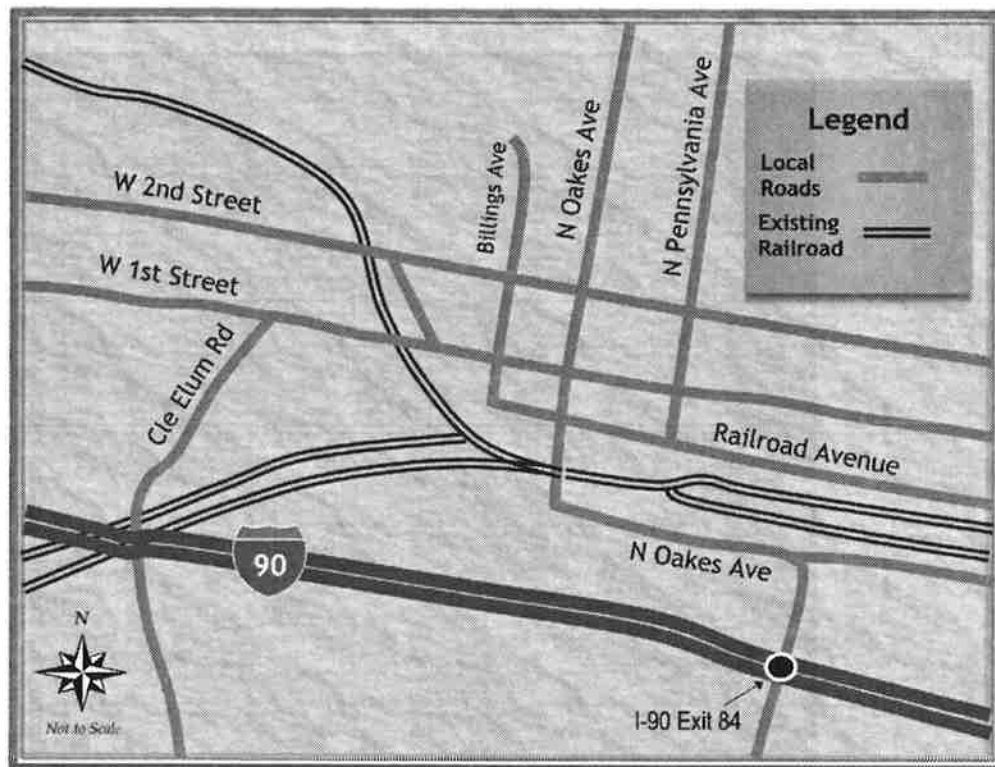 Legend
Local
Roads
Existing
Railroad
W 2nd Street
W 1st Street
Cle Elum Rd
Billings Ave
N Oakes Ave
N Pennsylvania Ave
Railroad Avenue
N Oakes Ave
90
I-90 Exit 84
N
Not to Scale